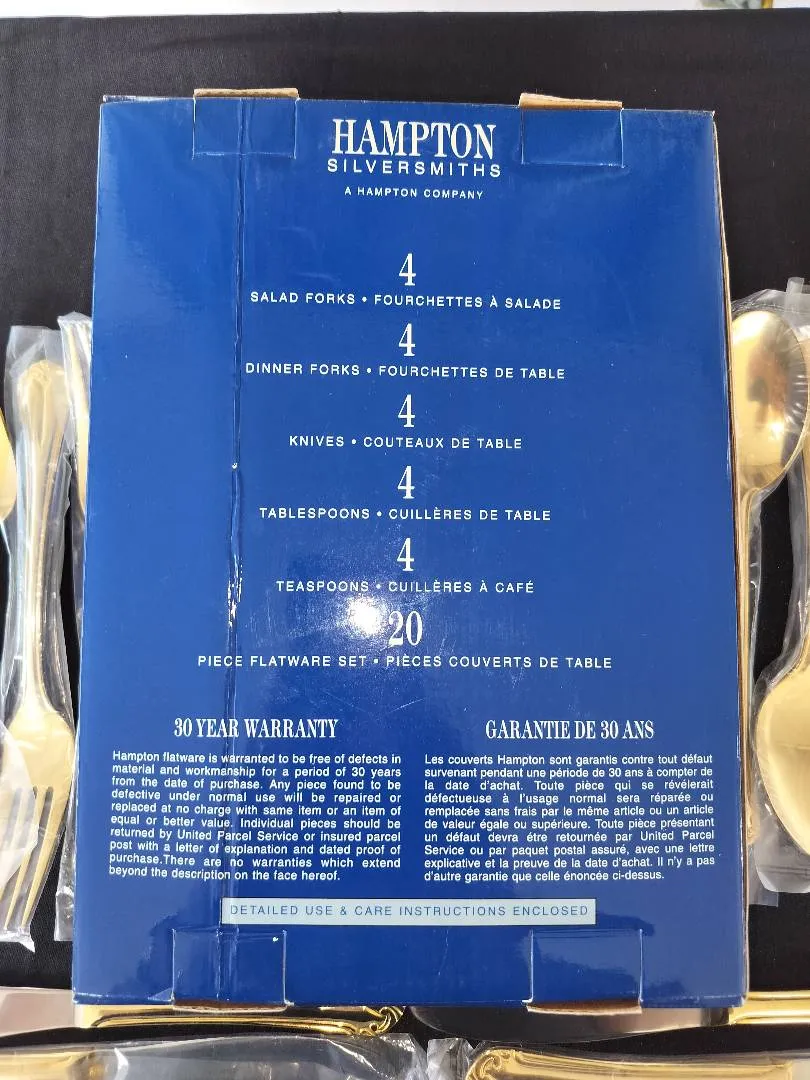 HAMPTON
SILVERSMITHS
A HAMPTON COMPANY
4
SALAD FORKS • FOURCHETTES À SALADE
4
DINNER FORKS • FOURCHETTES DE TABLE
4
KNIVES • COUTEAUX DE TABLE
4
TABLESPOONS • CUILLÈRES DE TABLE
4
TEASPOONS • CUILLÈRES À CAFÉ
20
PIECE FLATWARE SET • PIÈCES COUVERTS DE TABLE
30 YEAR WARRANTY
Hampton flatware is warranted to be free of defects in
material and workmanship for a period of 30 years
from the date of purchase. Any piece found to be
defective under normal use will be repaired or
replaced at no charge with same item or an item of
equal or better value. Individual pieces should be
returned by United Parcel Service or insured parcel
post with a letter of explanation and dated proof of
purchase.There are no warranties which extend
beyond the description on the face hereof.
GARANTIE DE 30 ANS
Les couverts Hampton sont garantis contre tout défaut
survenant pendant une période de 30 ans à compter de
la date d'achat. Toute pièce qui se révélerait
défectueuse à l'usage normal sera réparée ou
remplacée sans frais par le même article ou un article
de valeur égale ou supérieure. Toute pièce présentant
un défaut devra être retournée par United Parcel
Service ou par paquet postal assuré, avec une lettre
explicative et la preuve de la date d'achat. Il n'y a pas
d'autre garantie que celle énoncée ci-dessus.
DETAILED USE & CARE INSTRUCTIONS ENCLOSED